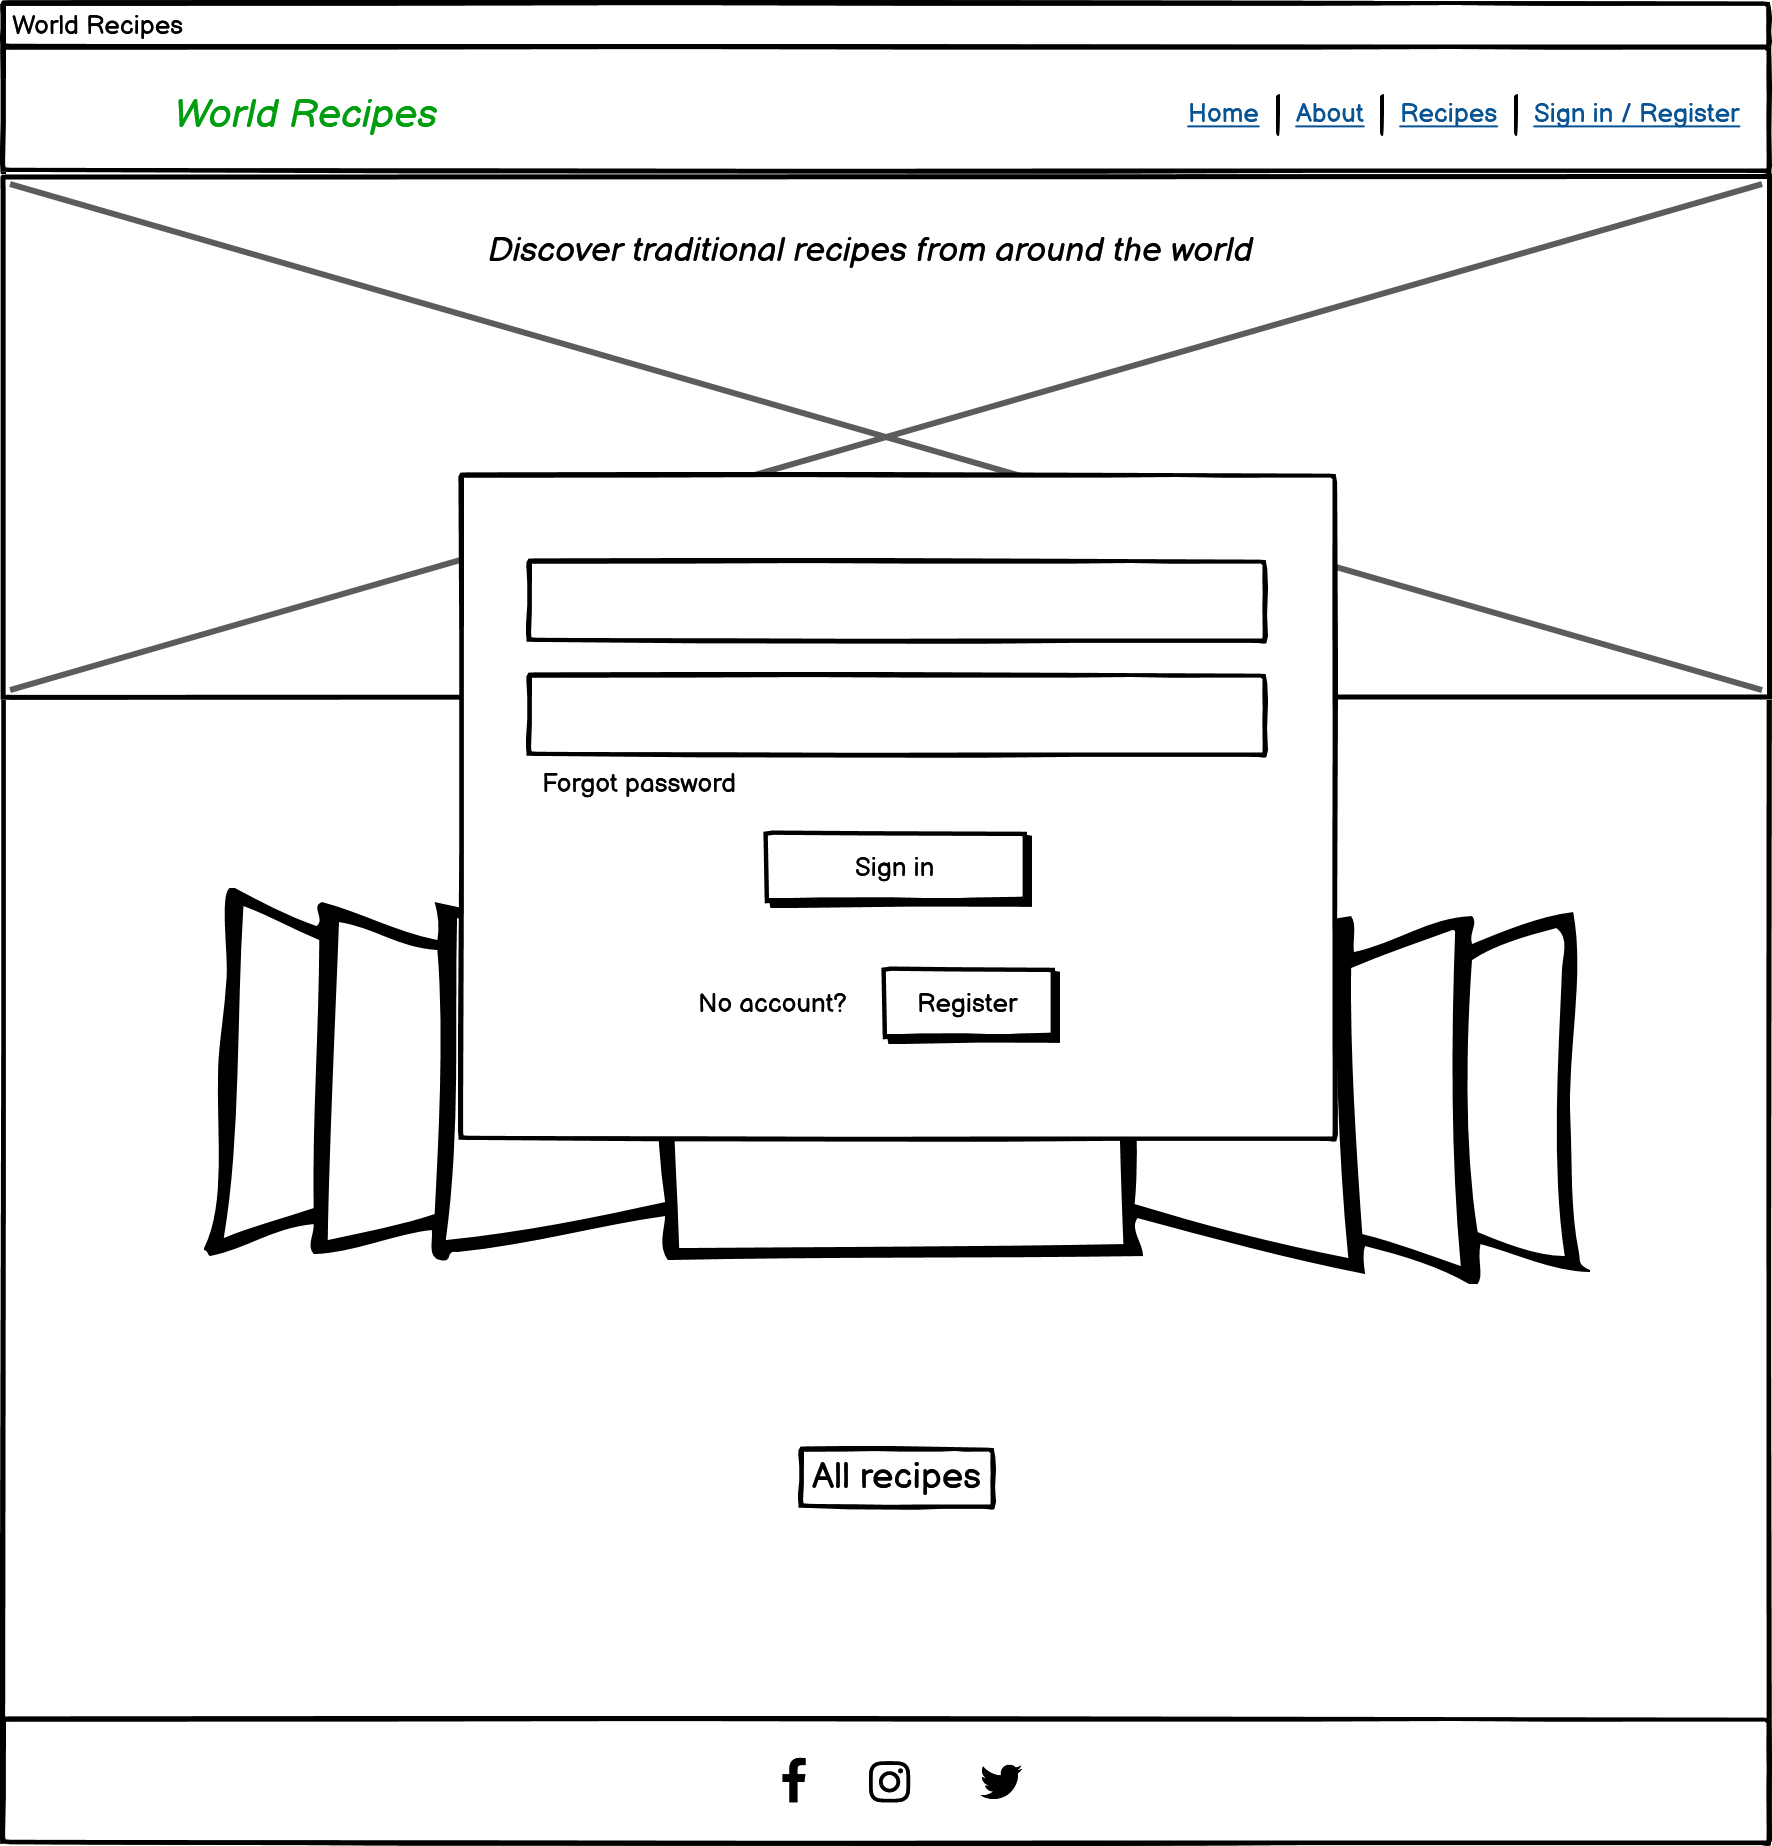 World Recipes
World Recipes
Home | About | Recipes | Sign in / Register
Discover traditional recipes from around the world
Forgot password
Sign in
No account? Register
All recipes